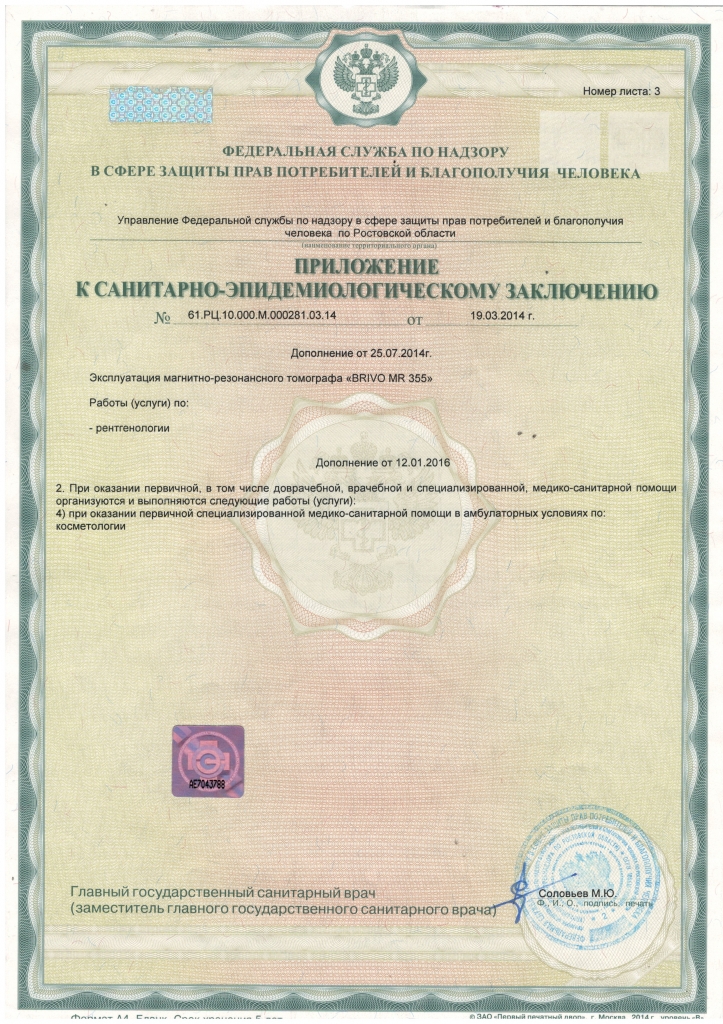 Номер листа: 3
ФЕДЕРАЛЬНАЯ СЛУЖБА ПО НАДЗОРУ
В СФЕРЕ ЗАЩИТЫ ПРАВ ПОТРЕБИТЕЛЕЙ И БЛАГОПОЛУЧИЯ ЧЕЛОВЕКА
Управление Федеральной службы по надзору в сфере защиты прав потребителей и благополучия
человека по Ростовской области
(наименование территориального органа)
ПРИЛОЖЕНИЕ
К САНИТАРНО-ЭПИДЕМИОЛОГИЧЕСКОМУ ЗАКЛЮЧЕНИЮ
№ 61.РЦ.10.000.М.000281.03.14 от 19.03.2014 г.
Дополнение от 25.07.2014г.
Эксплуатация магнитно-резонансного томографа «BRIVO MR 355»
Работы (услуги) по:
- рентгенологии
Дополнение от 12.01.2016
2. При оказании первичной, в том числе доврачебной, врачебной и специализированной, медико-санитарной помощи
организуются и выполняются следующие работы (услуги):
4) при оказании первичной специализированной медико-санитарной помощи в амбулаторных условиях по:
косметологии
АЕ7043788
Главный государственный санитарный врач
(заместитель главного государственного санитарного врача)
Соловьев М.Ю.
Ф., И., О., подпись, печать
Формат А4. Бланк. Срок хранения 5 лет.
© ЗАО «Первый печатный двор», г. Москва, 2014 г., уровень «В».